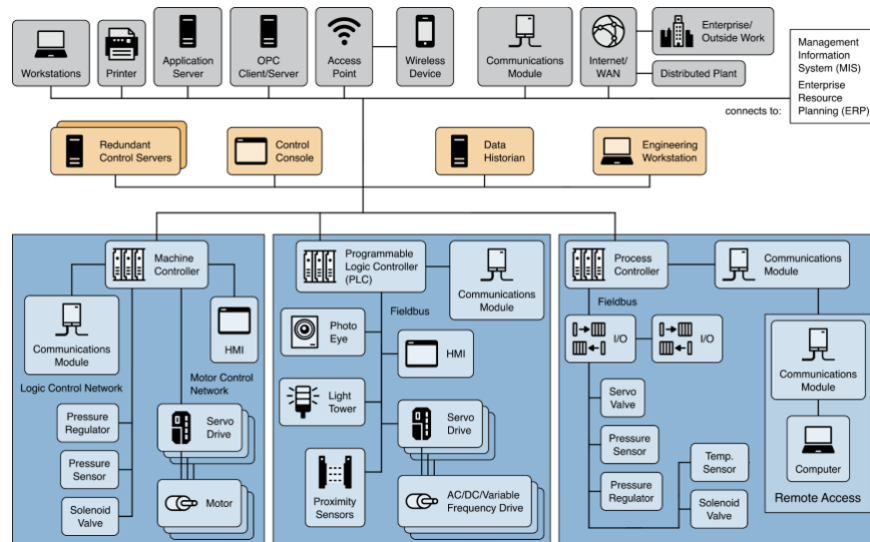 Workstations
Printer
Application
Server
OPC
Client/Server
Access
Point
Wireless
Device
Communications
Module
Internet/
WAN
Enterprise/
Outside Work
Distributed Plant
Management
Information
System (MIS)
Enterprise
Resource
Planning (ERP)
connects to:
Redundant
Control Servers
Control
Console
Data
Historian
Engineering
Workstation
Machine
Controller
Communications
Module
HMI
Logic Control Network
Motor Control
Network
Pressure
Regulator
Pressure
Sensor
Solenoid
Valve
Servo
Drive
Motor
Programmable
Logic Controller
(PLC)
Communications
Module
Fieldbus
Photo
Eye
HMI
Light
Tower
Servo
Drive
Proximity
Sensors
AC/DC/Variable
Frequency Drive
Process
Controller
Communications
Module
Fieldbus
I/O
I/O
Communications
Module
Servo
Valve
Pressure
Sensor
Pressure
Regulator
Temp.
Sensor
Solenoid
Valve
Computer
Remote Access